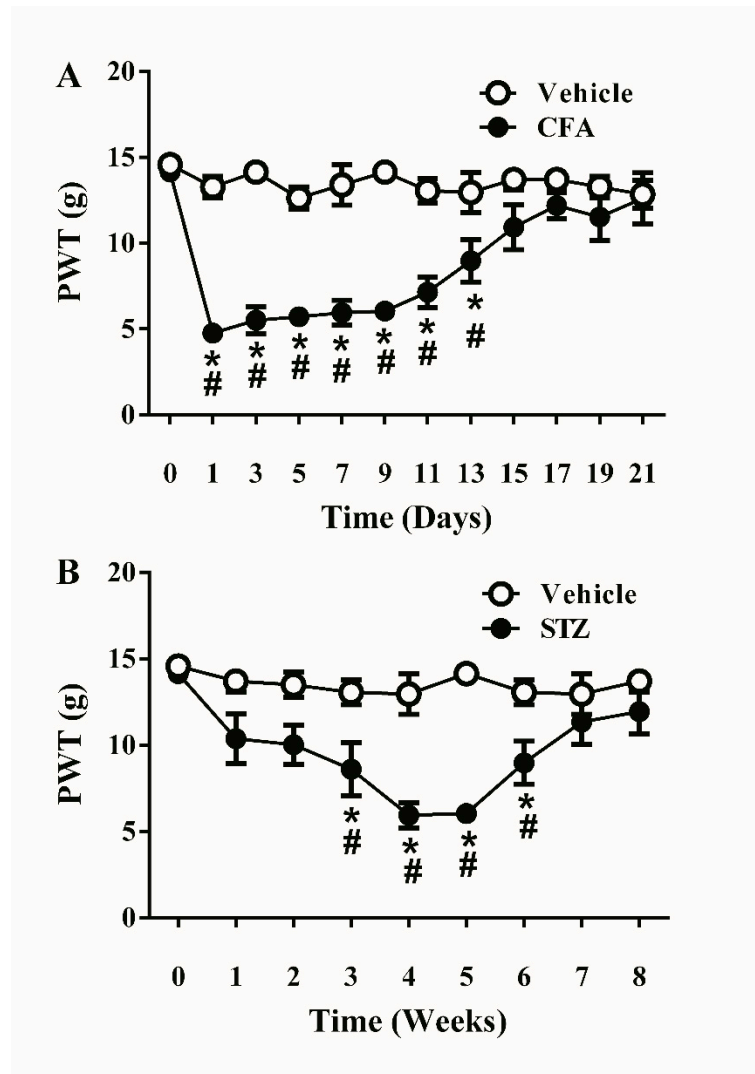 A
20
Vehicle
CFA
15
PWT (g)
10
5
* * * * * * *
# # # # # # #
0
0 1 3 5 7 9 11 13 15 17 19 21
Time (Days)
B
20
Vehicle
STZ
15
PWT (g)
10
5
* * * *
# # # #
0
0 1 2 3 4 5 6 7 8
Time (Weeks)